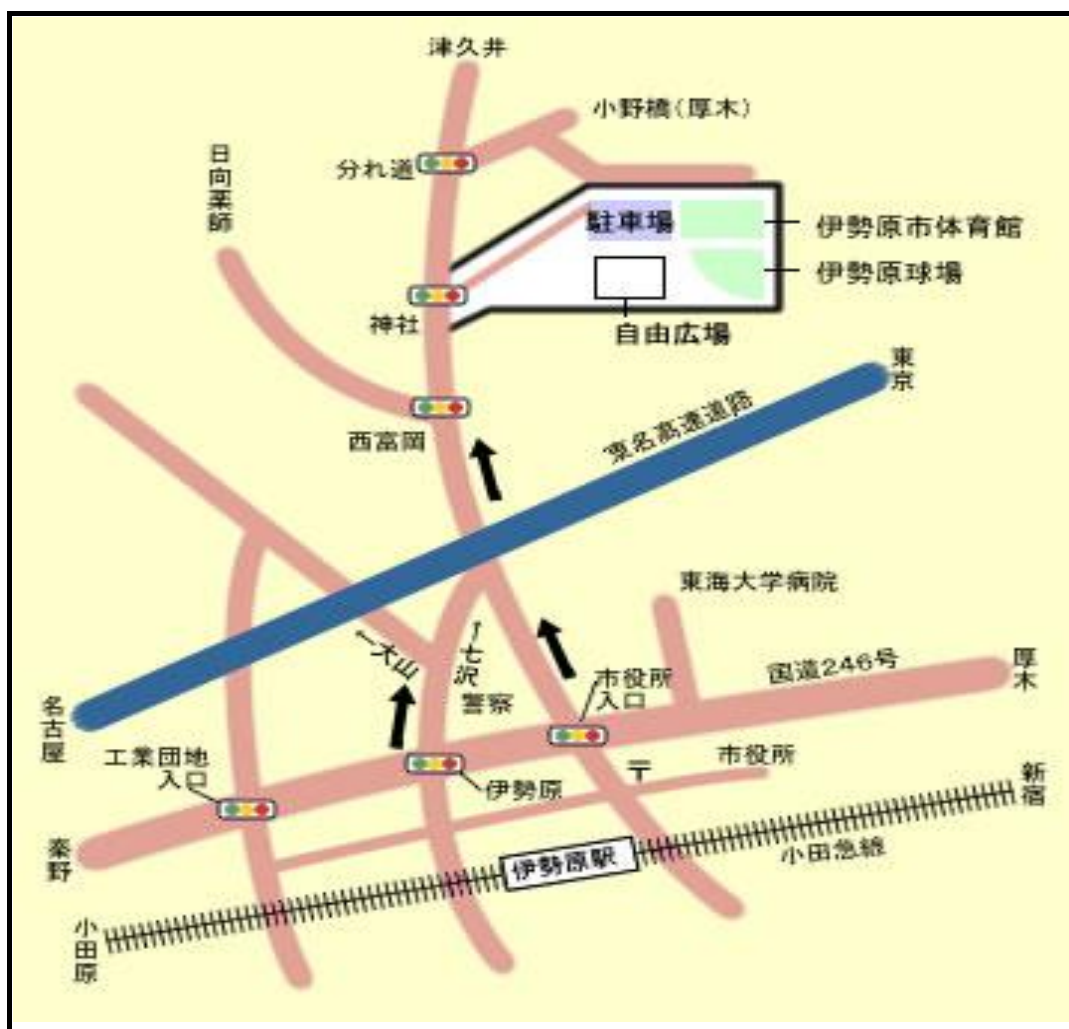 津久井
小野橋(厚木)
分れ道
日向薬師
駐車場
伊勢原市体育館
伊勢原球場
神社
自由広場
東京
西富岡
東名高速道路
東海大学病院
←大山
←七沢
国道246号
厚木
市役所
入口
警察
名古屋
工業団地
入口
伊勢原
〒
市役所
新宿
秦野
伊勢原駅
小田急線
小田原